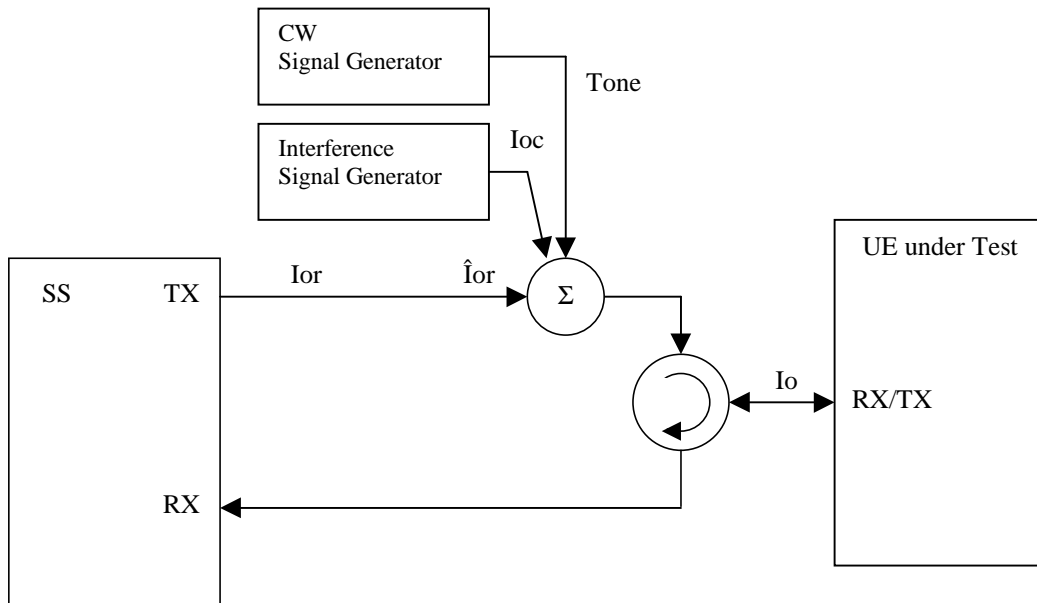 CW
Signal Generator
Tone
Interference
Signal Generator
Ioc
UE under Test
SS
TX
Ior
Îor
Σ
Io
RX/TX
RX